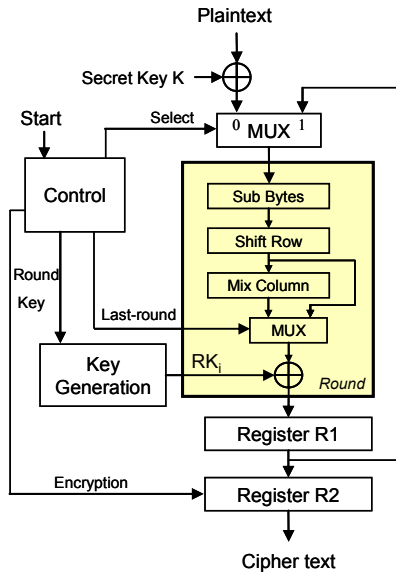 Plaintext
Secret Key K
Start
Select
0 MUX 1
Control
Sub Bytes
Shift Row
Mix Column
Round
Key
Last-round
MUX
Key
Generation
RKi
Round
Register R1
Encryption
Register R2
Cipher text